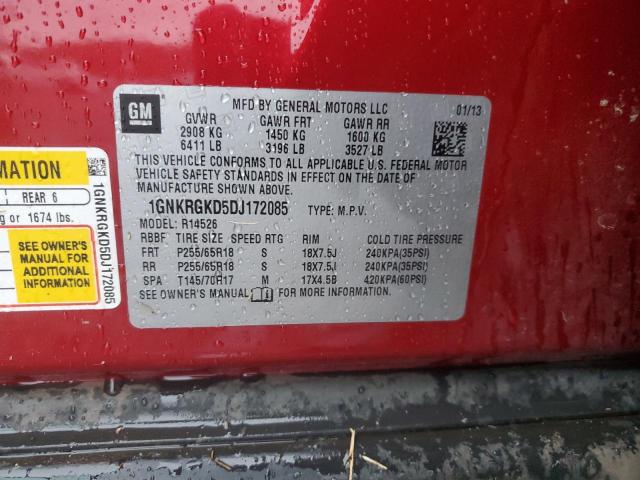 GM
MFD BY GENERAL MOTORS LLC 01/13
GVWR GAWR FRT GAWR RR
2908 KG 1450 KG 1600 KG
6411 LB 3196 LB 3527 LB
THIS VEHICLE CONFORMS TO ALL APPLICABLE U.S. FEDERAL MOTOR
VEHICLE SAFETY STANDARDS IN EFFECT ON THE DATE OF
MANUFACTURE SHOWN ABOVE.
1GNKRGKD5DJ172085 TYPE: M.P.V.
MODEL: R14526
RBBF TIRE SIZE SPEED RTG RIM COLD TIRE PRESSURE
FRT P255/65R18 S 18X7.5J 240KPA(35PSI)
RR P255/65R18 S 18X7.5J 240KPA(35PSI)
SPA T145/70R17 M 17X4.5B 420KPA(60PSI)
SEE OWNER'S MANUAL FOR MORE INFORMATION.
RMATION
REAR 6
g or 1674 lbs.
SEE OWNER'S
MANUAL FOR
ADDITIONAL
INFORMATION
1GNKRGKD5DJ172085